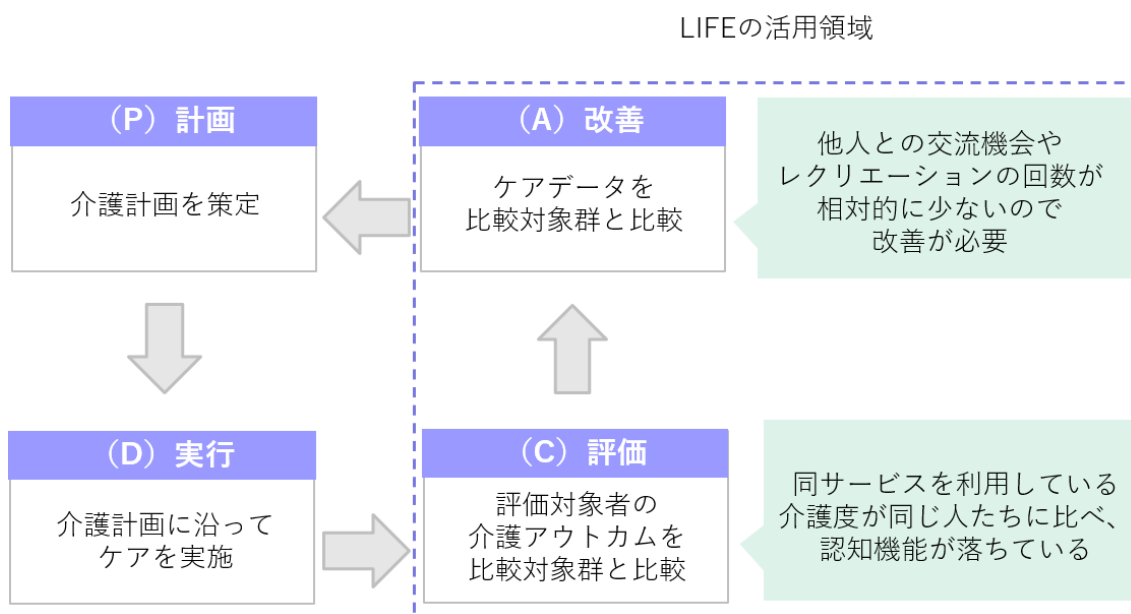 LIFEの活用領域
（P）計画
介護計画を策定
（A）改善
ケアデータを
比較対象群と比較
他人との交流機会や
レクリエーションの回数が
相対的に少ないので
改善が必要
（D）実行
介護計画に沿って
ケアを実施
（C）評価
評価対象者の
介護アウトカムを
比較対象群と比較
同サービスを利用している
介護度が同じ人たちに比べ、
認知機能が落ちている